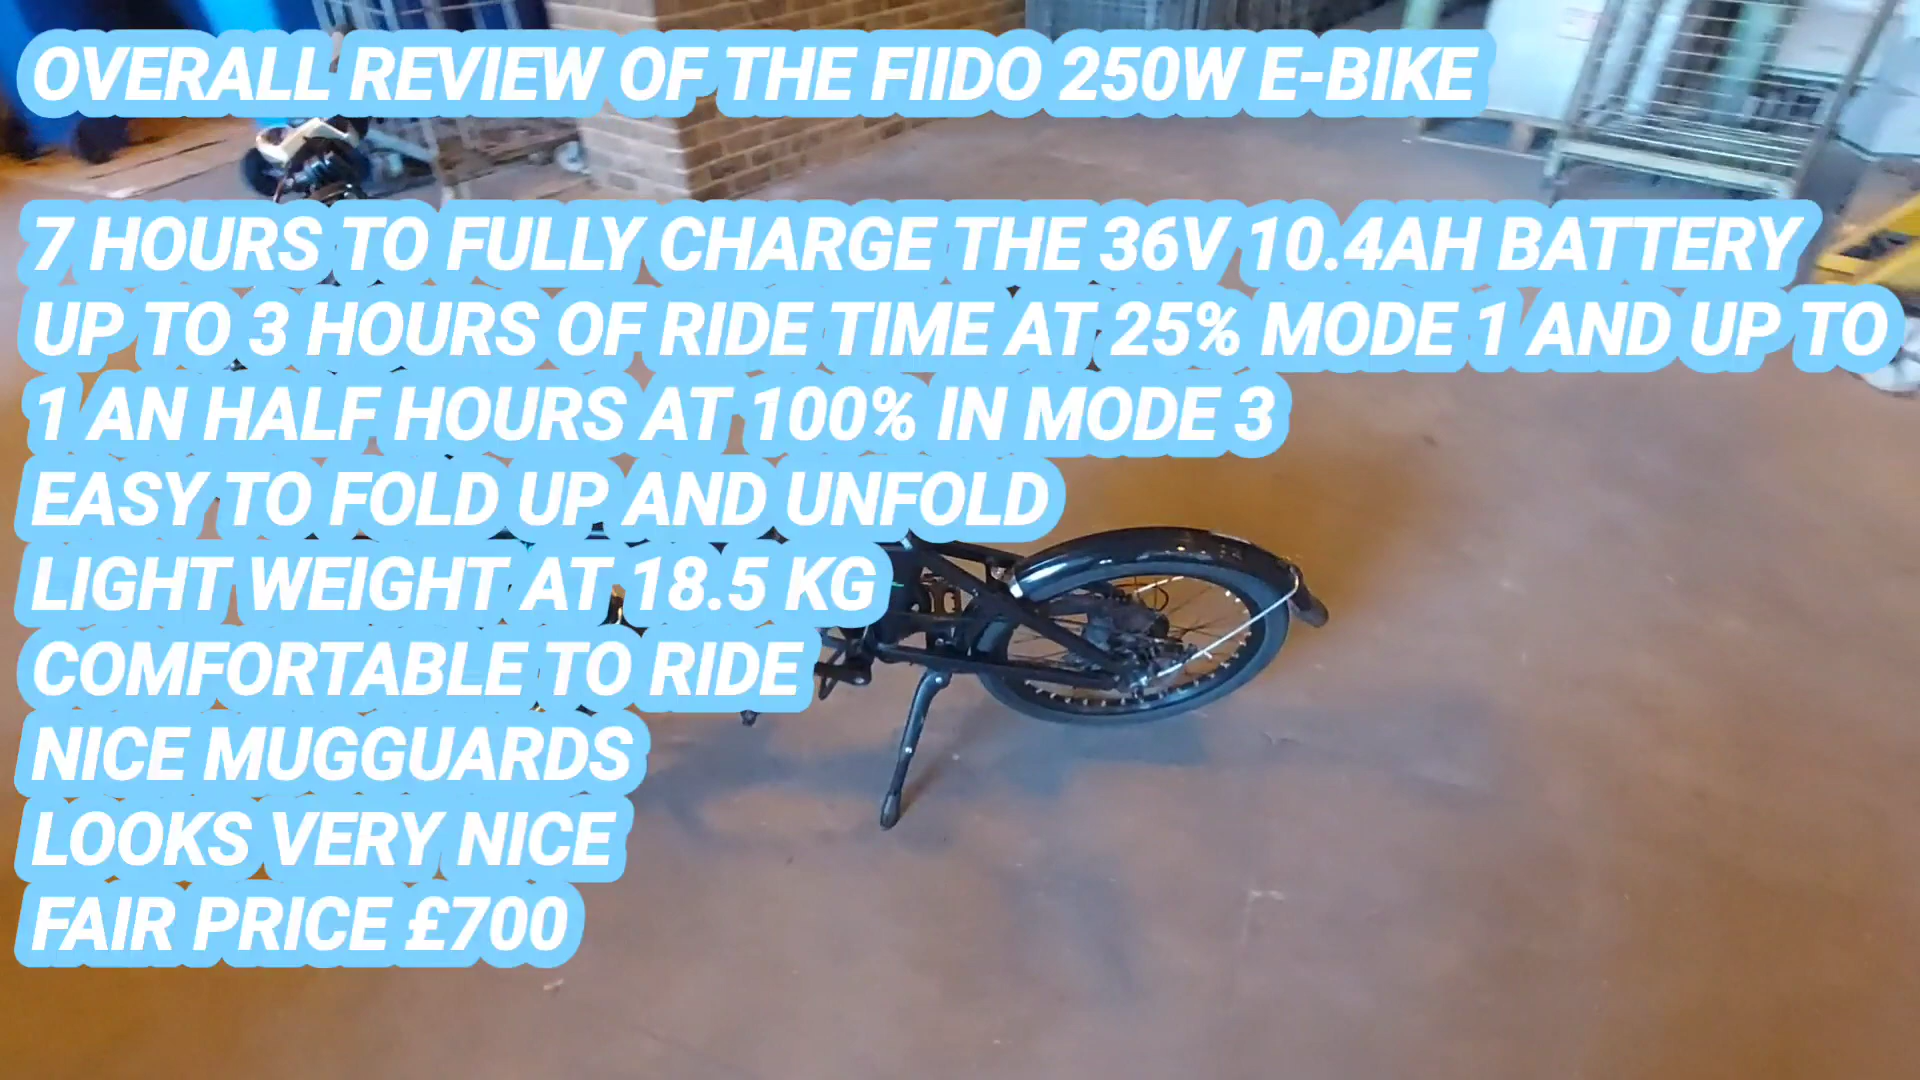 OVERALL REVIEW OF THE FIIDO 250W E-BIKE
7 HOURS TO FULLY CHARGE THE 36V 10.4AH BATTERY
UP TO 3 HOURS OF RIDE TIME AT 25% MODE 1 AND UP TO
1 AN HALF HOURS AT 100% IN MODE 3
EASY TO FOLD UP AND UNFOLD
LIGHT WEIGHT AT 18.5 KG
COMFORTABLE TO RIDE
NICE MUGGUARDS
LOOKS VERY NICE
FAIR PRICE £700